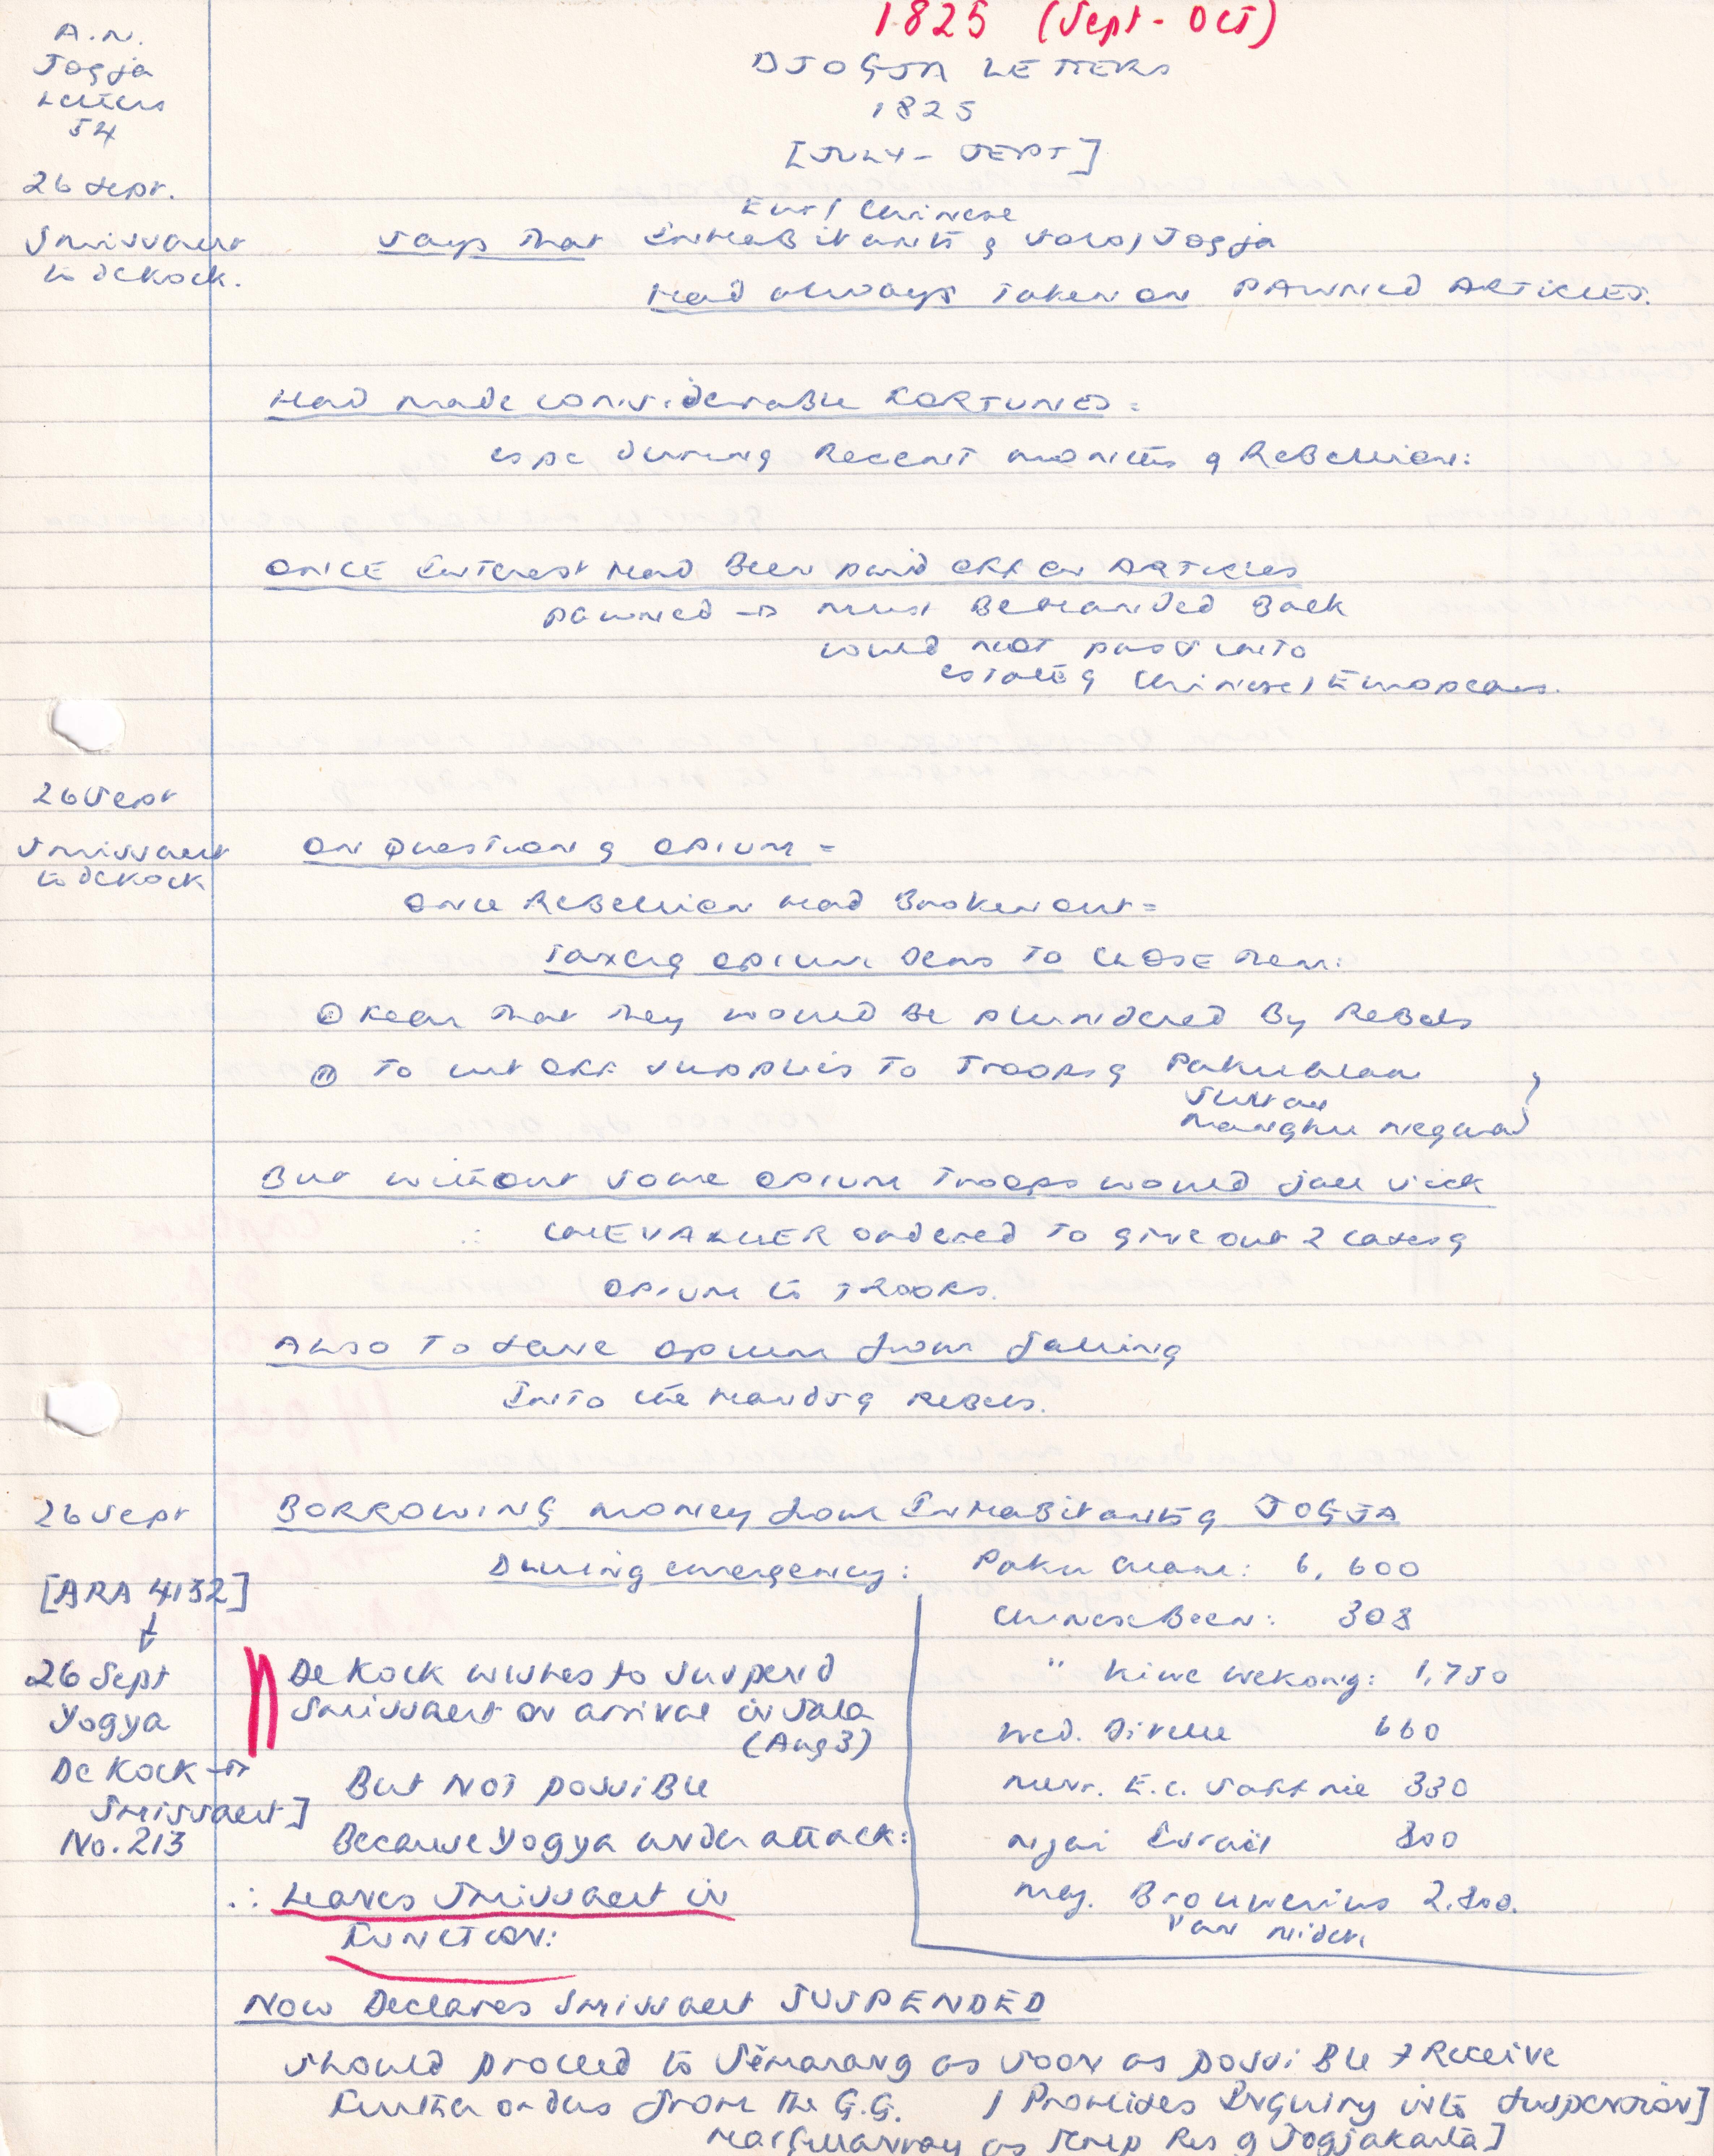 1825 (Sept - Oct)
A.N.
Jogja
Letters
54
DJOGJA LETTERS
1825
[JULY - SEPT]
26 Sept.
Smissaert
to de Kock.
Eur/Chinese
says that Inhabitants of Solo/Jogja
Had always taken on PAWNED ARTICLES.
Had made considerable FORTUNES =
espc during Recent months of Rebellion:
ONCE Interest Had Been paid off on ARTICLES
pawned → must Be Handed Back
would not pass into
estate of Chinese/Europeans.
26 Sept
Smissaert
to de Kock
ON Question of OPIUM =
Once Rebellion Had Broken out =
opium Dens To CLOSE Them:
(I) Fear That They would Be plundered By Rebels
(II) To cut off supplies To Troops of Pakualam
Sultan
Mangku Negara
But without some opium Troops would fall sick
∴ CHEVALLIER ordered To give out 2 cases of
opium to TROOPS.
ALSO To save opium from falling
Into the Hands of Rebels.
26 Sept
BORROWING money from Inhabitants of JOGJA
During emergency: Paku Alam: 6,600
Chinese Been: 308
" Kiwe Wekong: 1,750
Wed. 660
Mevr. E.C. 330
Njai Israël 300
Mej. Brouwerius 2.800.
van
[ARA 4132]
↓
26 Sept
Yogya
De Kock →
Smissaert]
No. 213
De Kock wishes to suspend
Smissaert on arrival in Sala
(Aug 3)
But NOT possible
Because Yogya under attack:
∴ Leaves Smissaert in
Function:
Now Declares Smissaert SUSPENDED
should proceed to Semarang as soon as possible + Receive
Further orders from the G.G. [Promises Inquiry into Suspension]
MacGillavray as Temp Res of Jogjakarta]